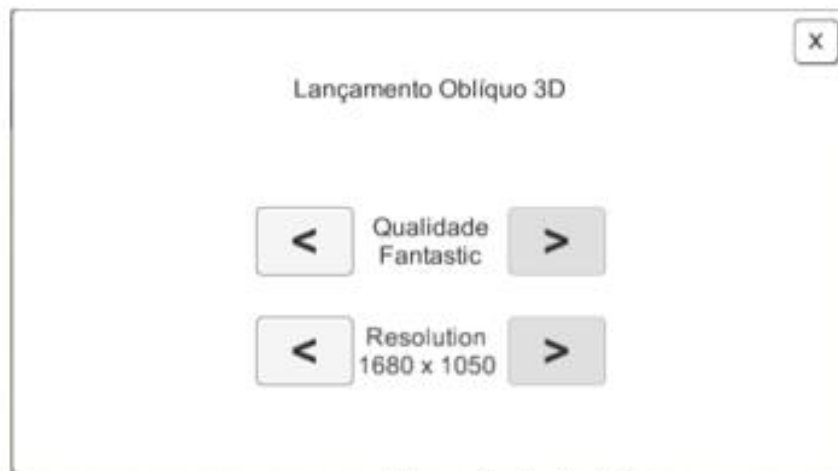 X
Lançamento Oblíquo 3D
< Qualidade >
Fantastic
< Resolution >
1680 x 1050